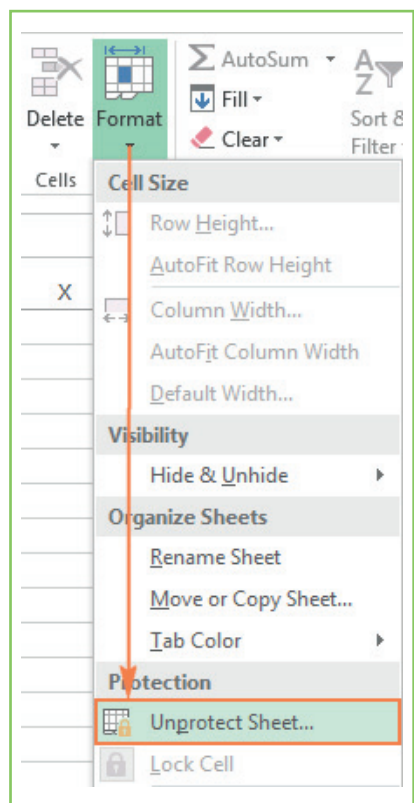 AutoSum
Delete Format
Fill
Sort &
Clear
Filter
Cells
Cell Size
Row Height...
AutoFit Row Height
X
Column Width...
AutoFit Column Width
Default Width...
Visibility
Hide & Unhide
Organize Sheets
Rename Sheet
Move or Copy Sheet...
Tab Color
Protection
Unprotect Sheet...
Lock Cell